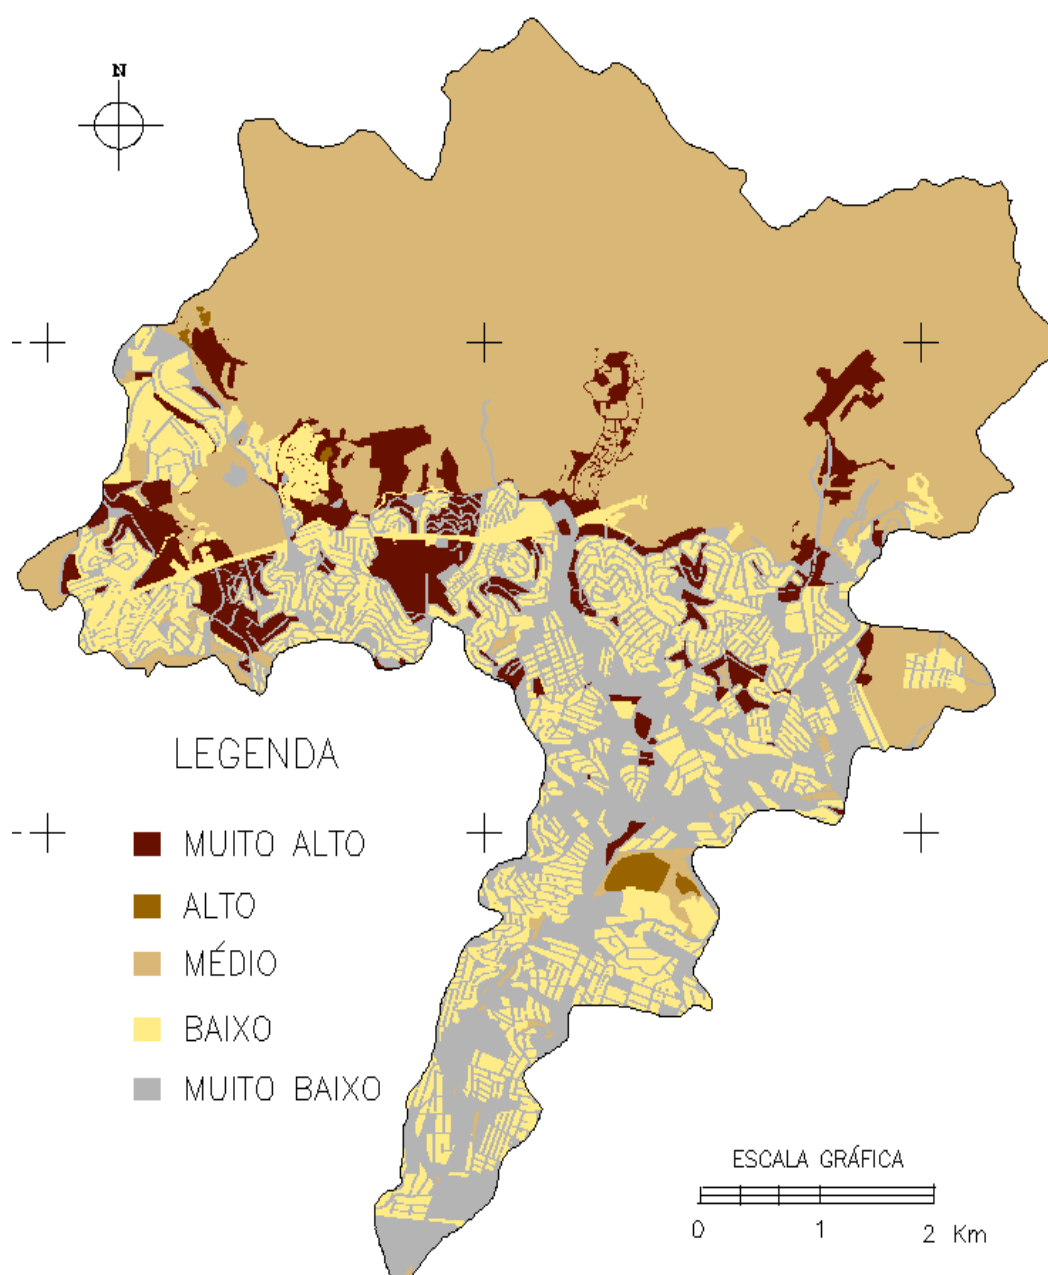 N
LEGENDA
MUITO ALTO
ALTO
MÉDIO
BAIXO
MUITO BAIXO
ESCALA GRÁFICA
0 1 2 Km